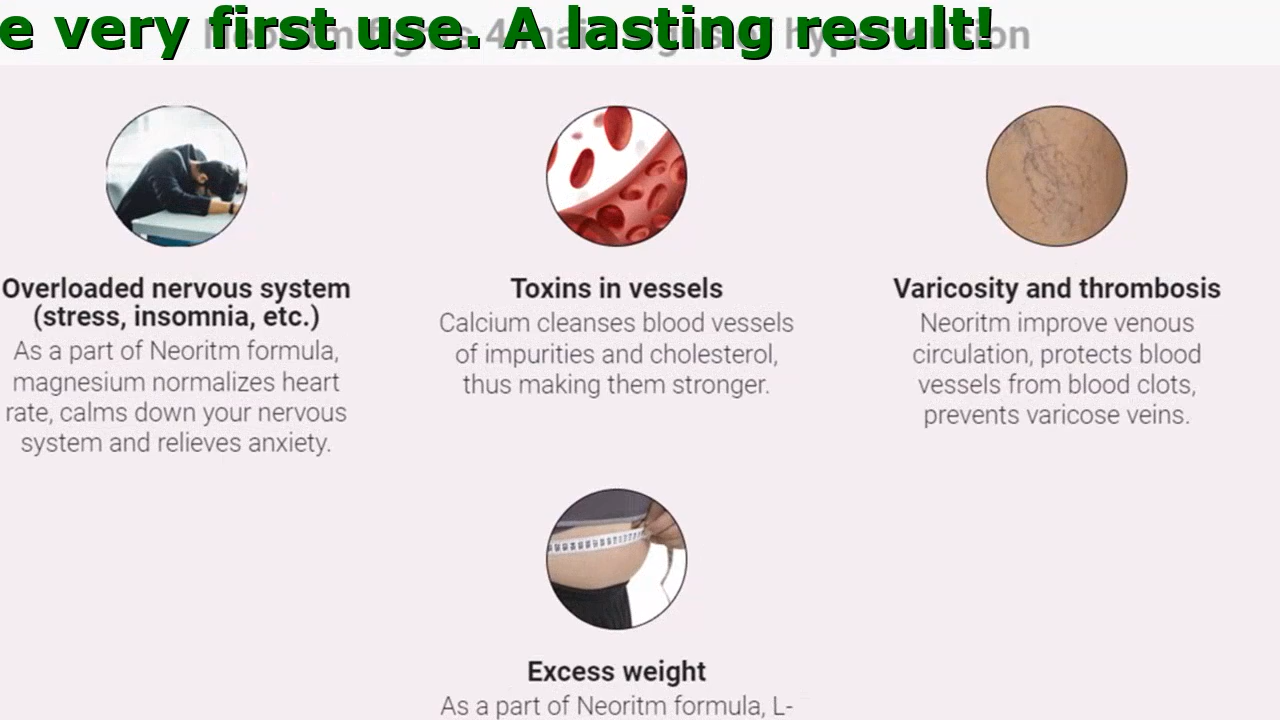 e very first use. A lasting result!
Overloaded nervous system
(stress, insomnia, etc.)
As a part of Neoritm formula,
magnesium normalizes heart
rate, calms down your nervous
system and relieves anxiety.
Toxins in vessels
Calcium cleanses blood vessels
of impurities and cholesterol,
thus making them stronger.
Varicosity and thrombosis
Neoritm improve venous
circulation, protects blood
vessels from blood clots,
prevents varicose veins.
Excess weight
As a part of Neoritm formula, L-